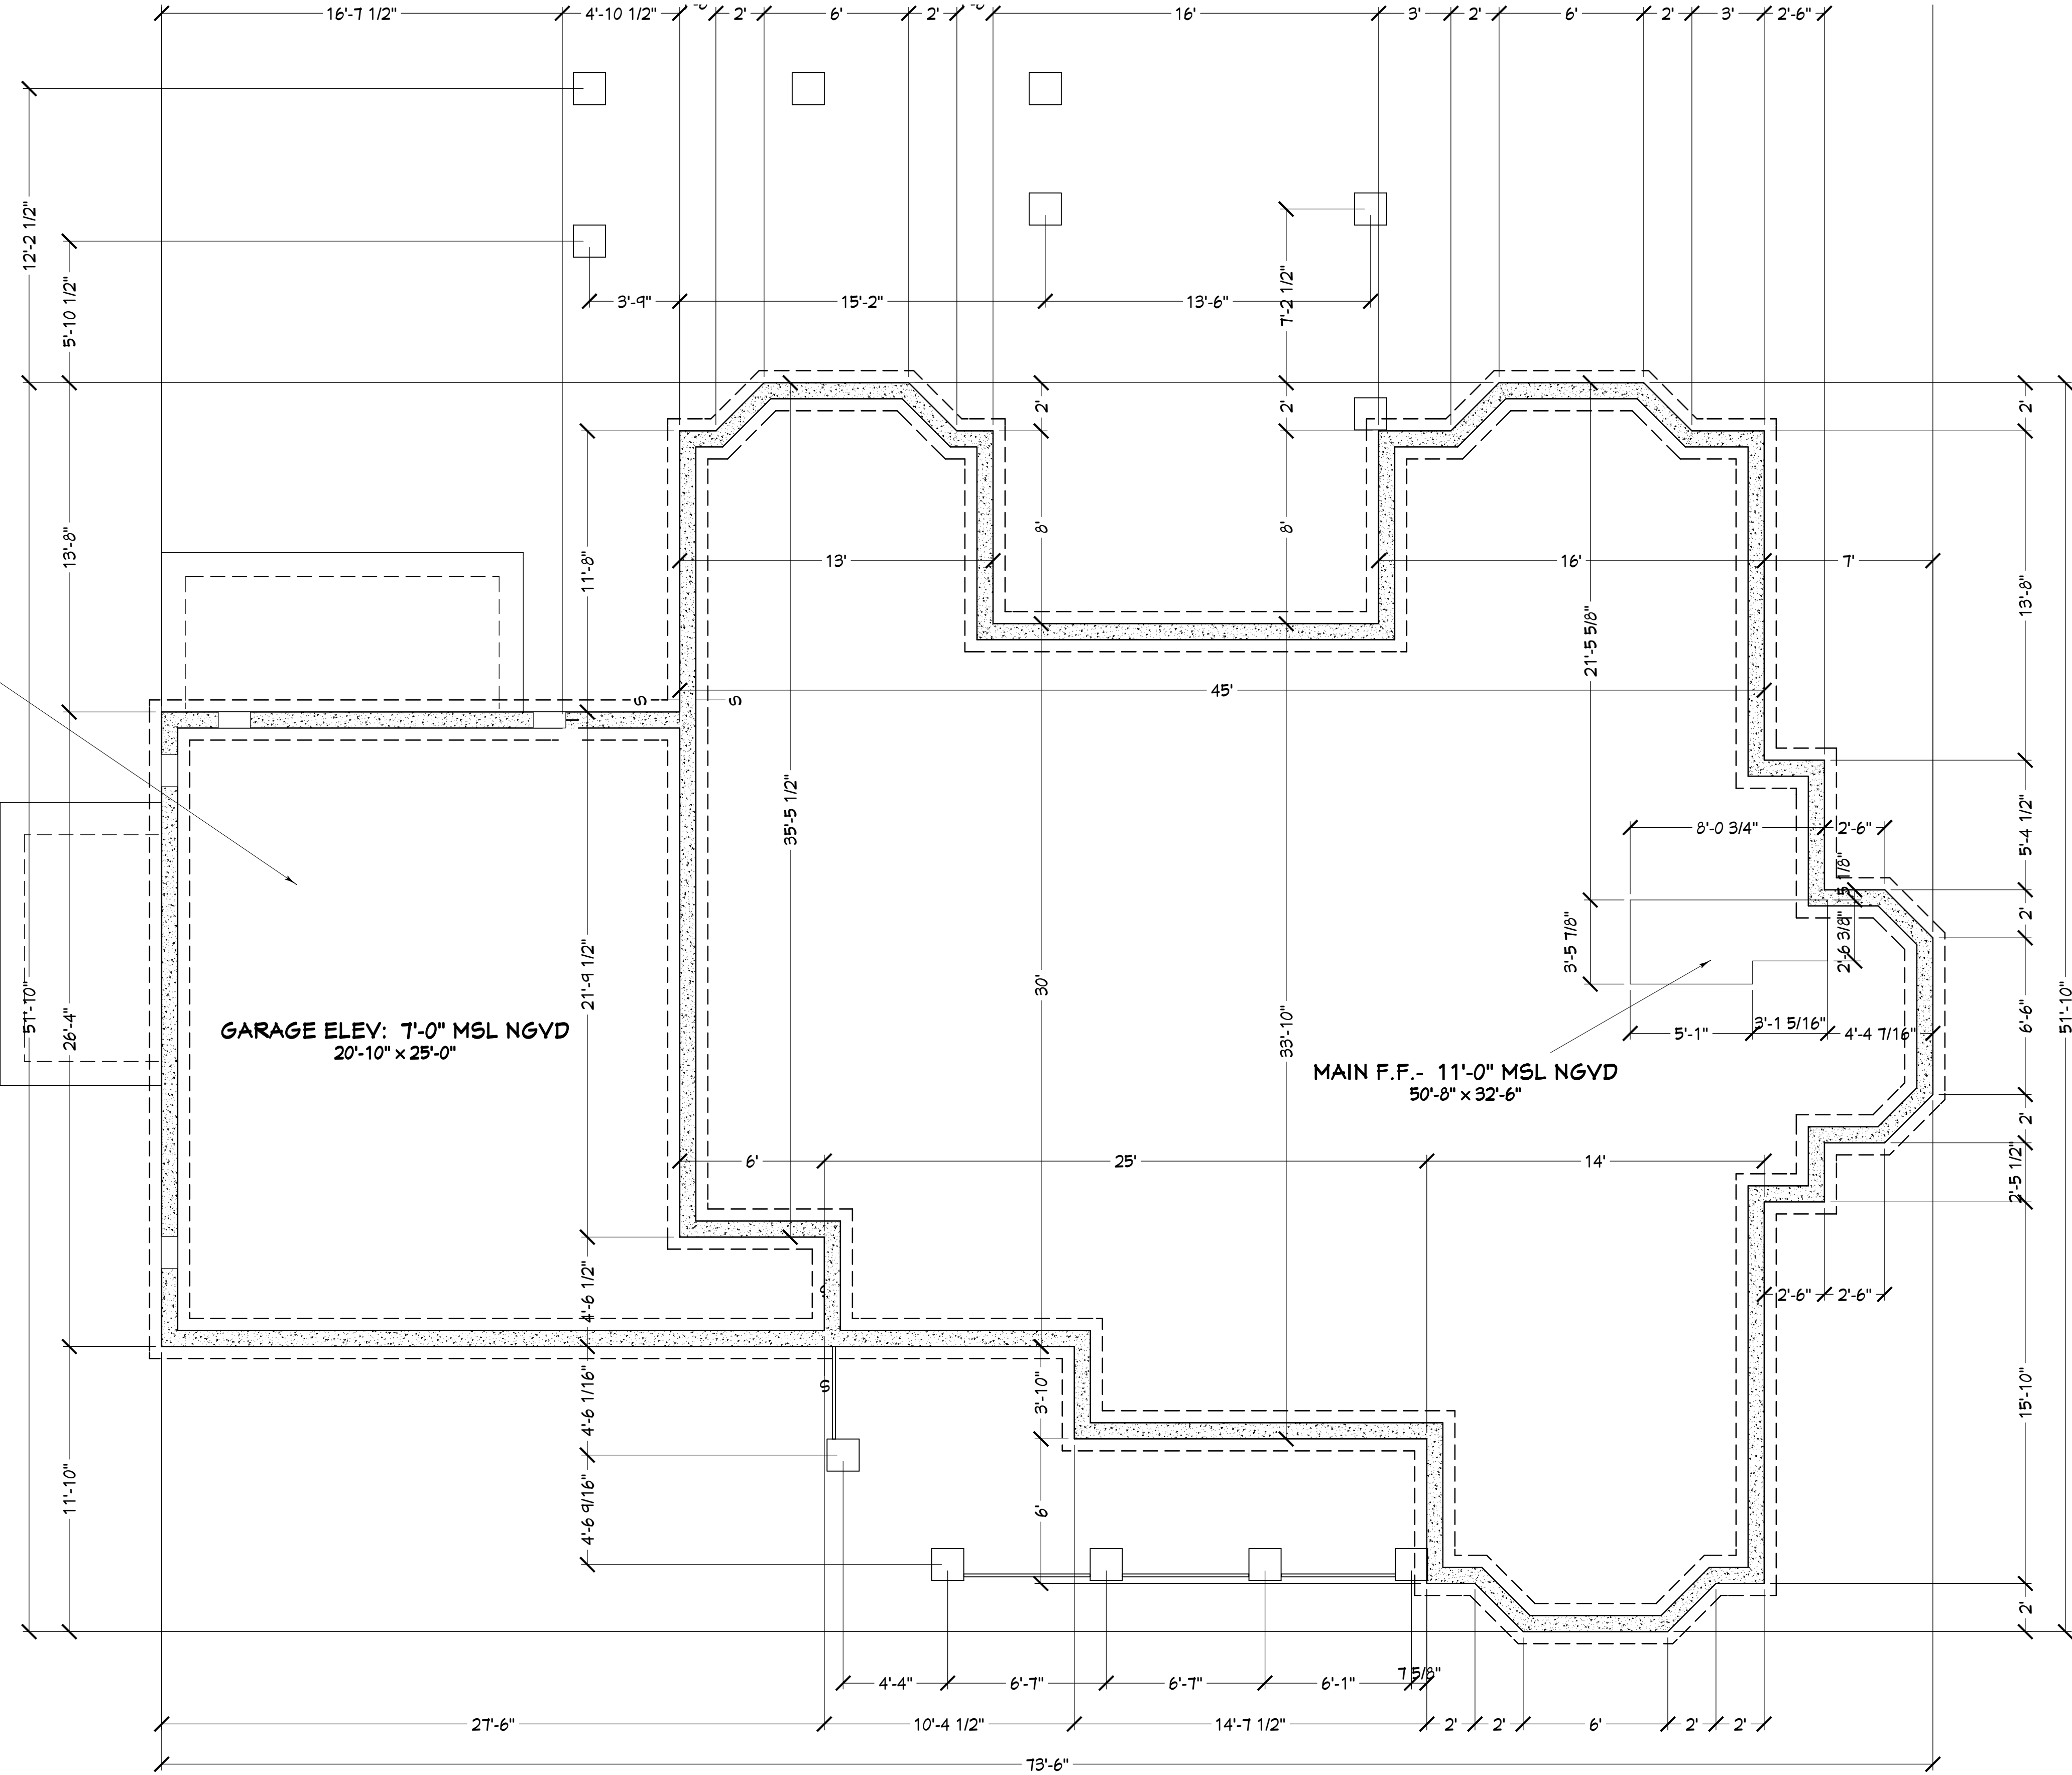 16'-7 1/2" 4'-10 1/2" 2' 6' 2' 16' 3' 2' 6' 2' 3' 2'-6"
12'-2 1/2"
5'-10 1/2"
3'-9" 15'-2" 13'-6"
7'-2 1/2"
2' 2' 2'
13'-8"
11'-8"
8' 8'
13' 16' 7'
13'-8"
21'-5 5/8"
45'
S S
35'-5 1/2"
8'-0 3/4" 2'-6"
5'-4 1/2"
5 1/8"
2'
3'-5 7/8"
2'-6 3/8"
21'-9 1/2"
30'
51'-10"
26'-4"
GARAGE ELEV: 7'-0" MSL NGVD
20'-10" x 25'-0"
33'-10"
5'-1" 3'-1 5/16" 4'-4 7/16"
6'-6"
51'-10"
MAIN F.F.- 11'-0" MSL NGVD
50'-8" x 32'-6"
2'
6' 25' 14'
2'-5 1/2"
4'-6 1/2"
2'-6" 2'-6"
S
4'-6 1/16"
3'-10"
15'-10"
11'-10"
4'-6 9/16"
6'
2'
4'-4" 6'-7" 6'-7" 6'-1" 7 5/8"
27'-6" 10'-4 1/2" 14'-7 1/2" 2' 2' 6' 2' 2'
73'-6"